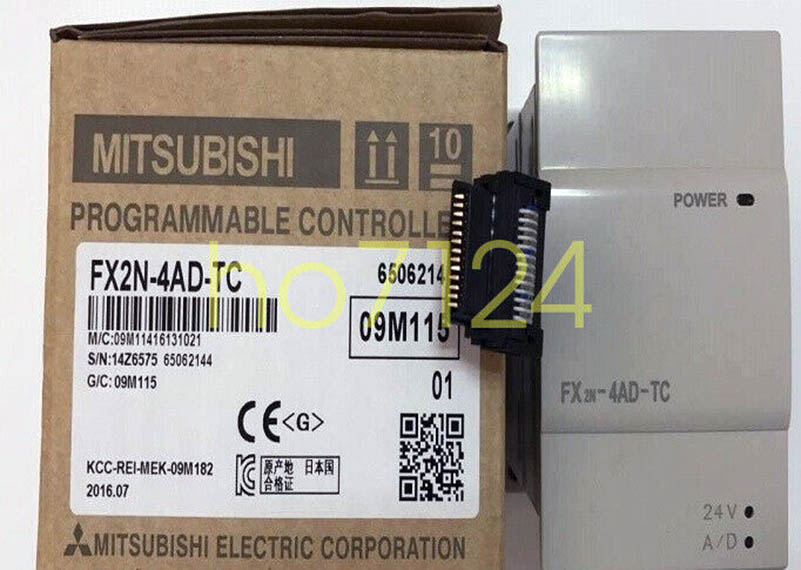 MITSUBISHI
10
PROGRAMMABLE CONTROLLE
FX2N-4AD-TC
6506214
M/C:09M11416131021
S/N:14Z6575 65062144
G/C:09M115
09M115
01
CE <G>
KCC-REI-MEK-09M182
2016.07
原产地 日本国
合格证
MITSUBISHI ELECTRIC CORPORATION
POWER
FX2N-4AD-TC
24V
A/D
ho7124